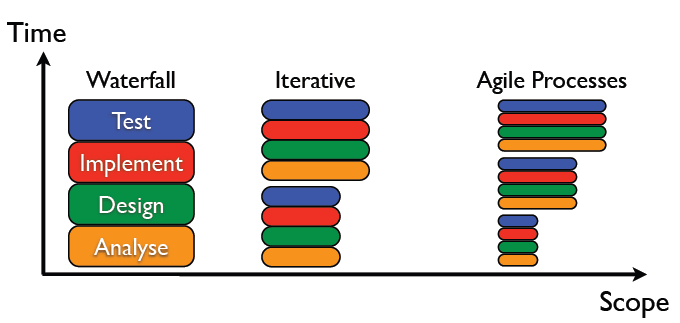 Time
Waterfall
Iterative
Agile Processes
Test
Implement
Design
Analyse
Scope